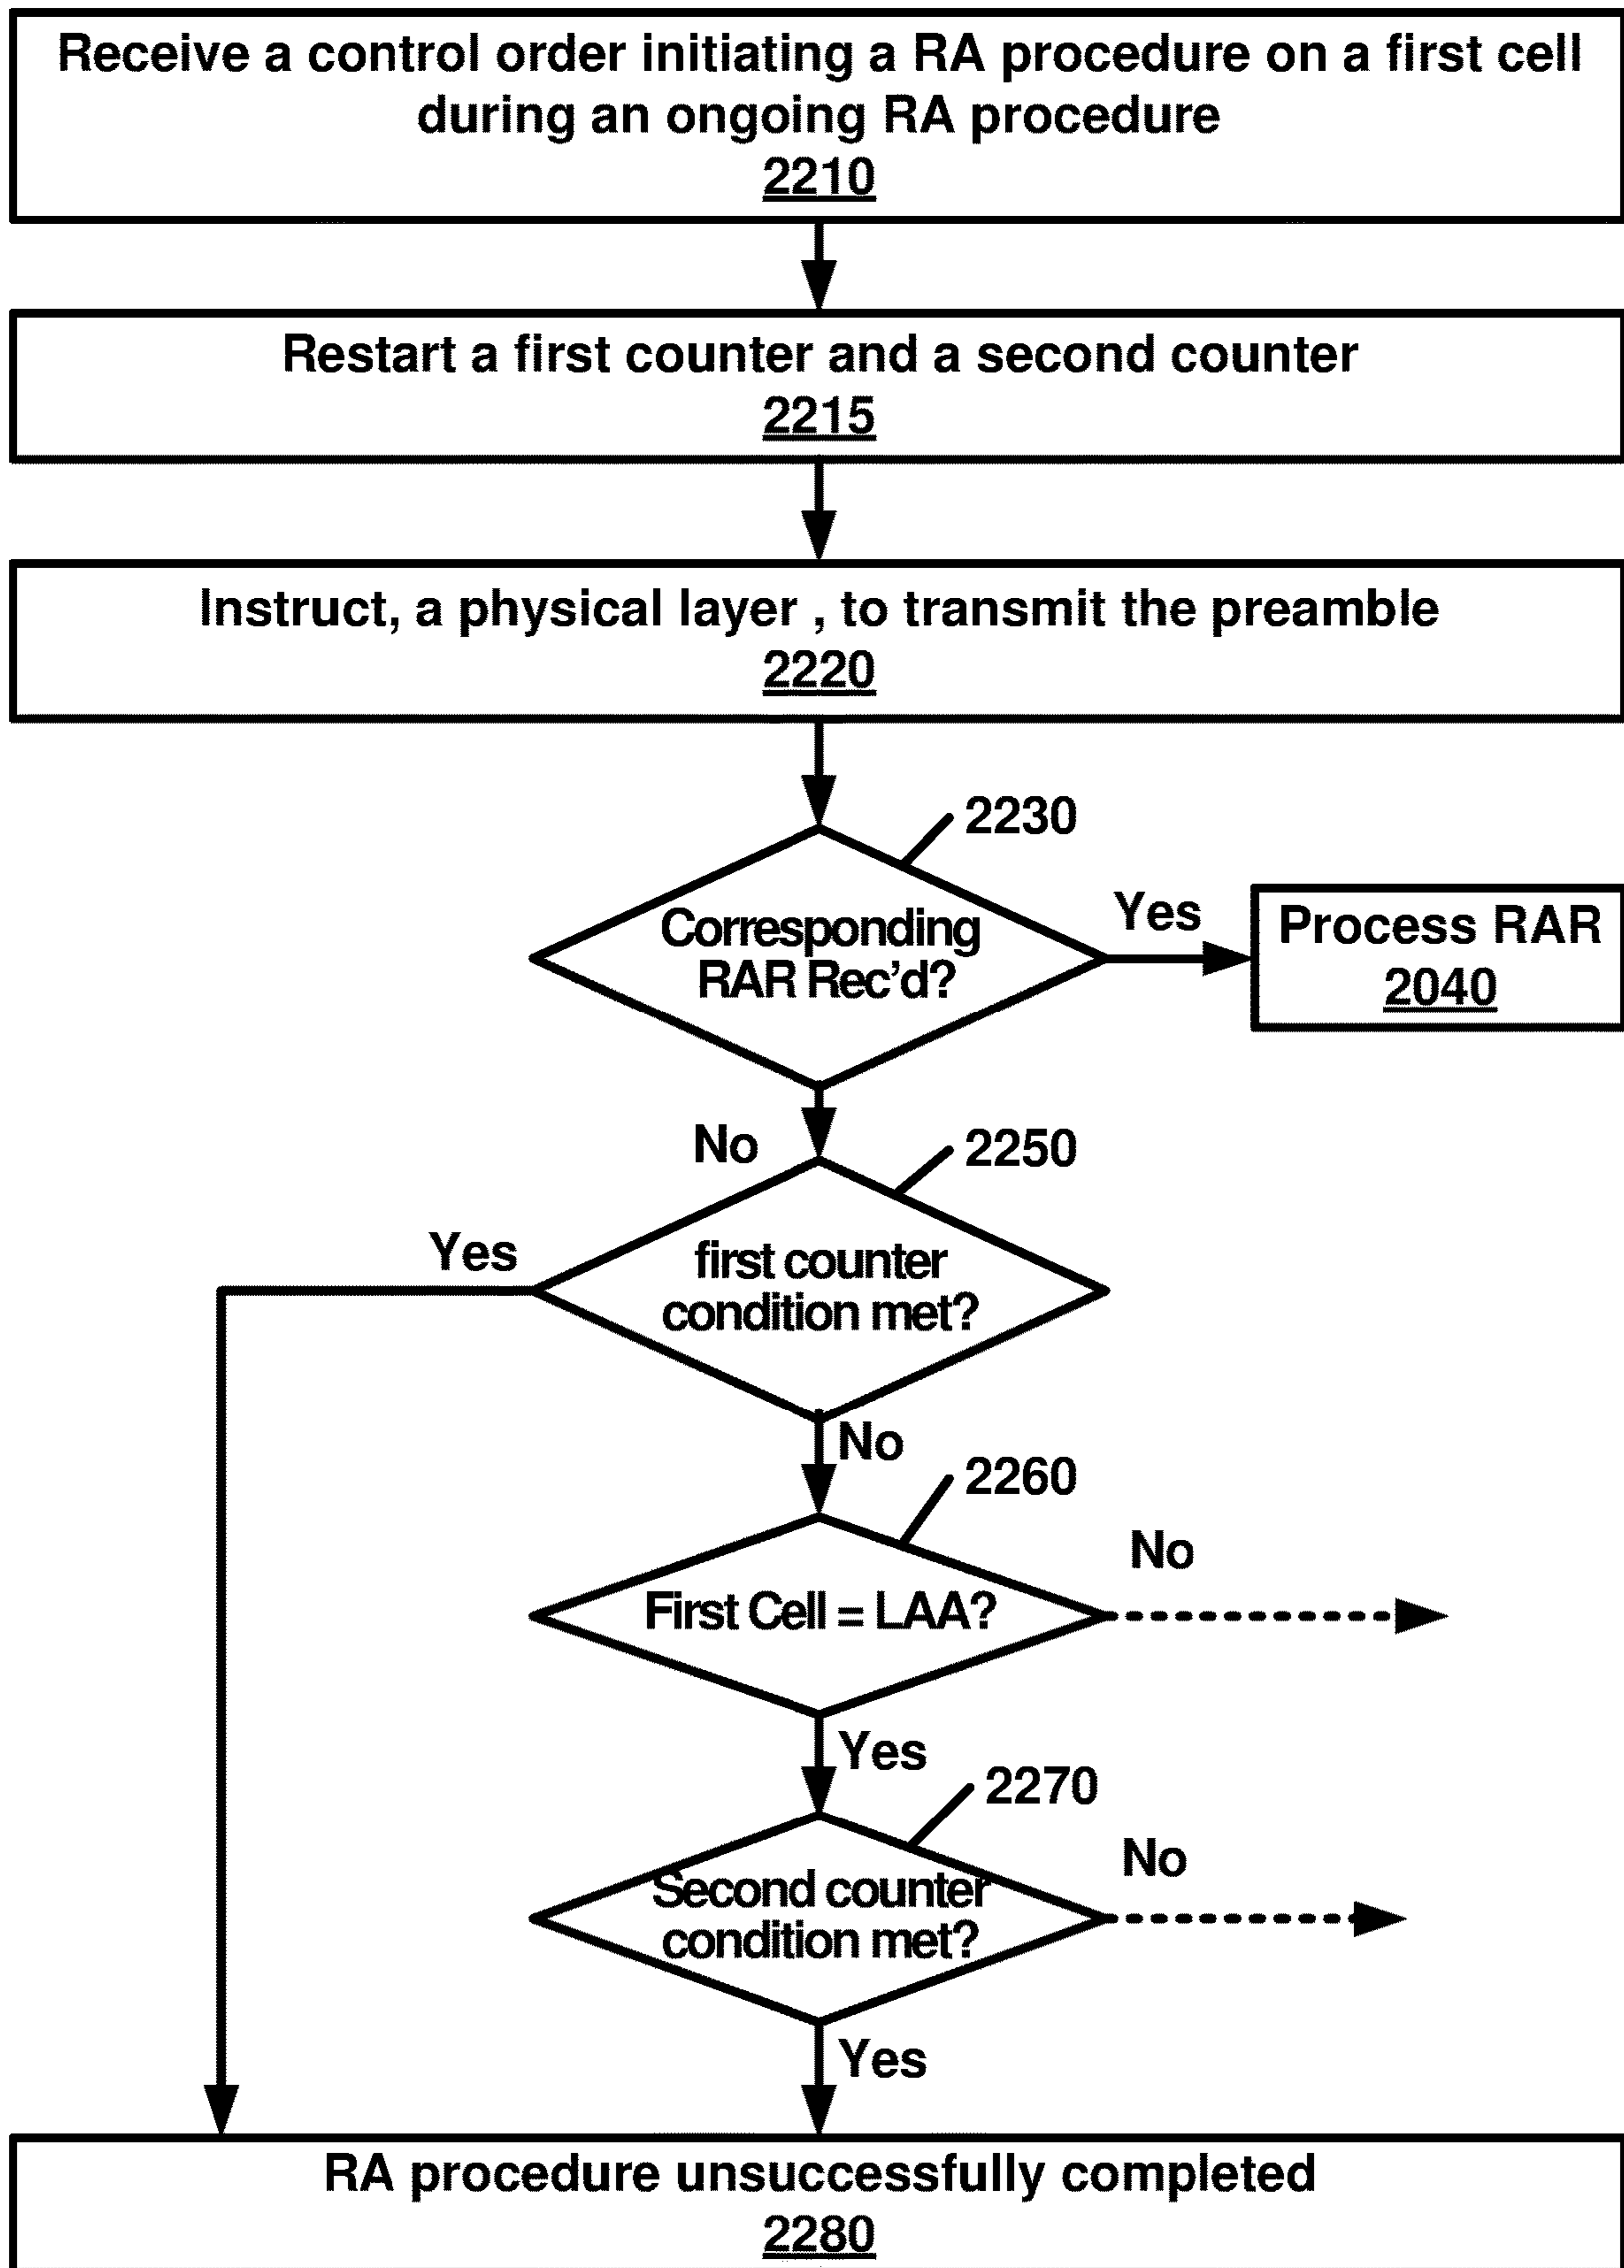 Receive a control order initiating a RA procedure on a first cell
during an ongoing RA procedure
2210
Restart a first counter and a second counter
2215
Instruct, a physical layer , to transmit the preamble
2220
2230
Corresponding
RAR Rec'd?
Yes
Process RAR
2040
No
2250
Yes
first counter
condition met?
No
2260
No
First Cell = LAA?
Yes
2270
No
Second counter
condition met?
Yes
RA procedure unsuccessfully completed
2280